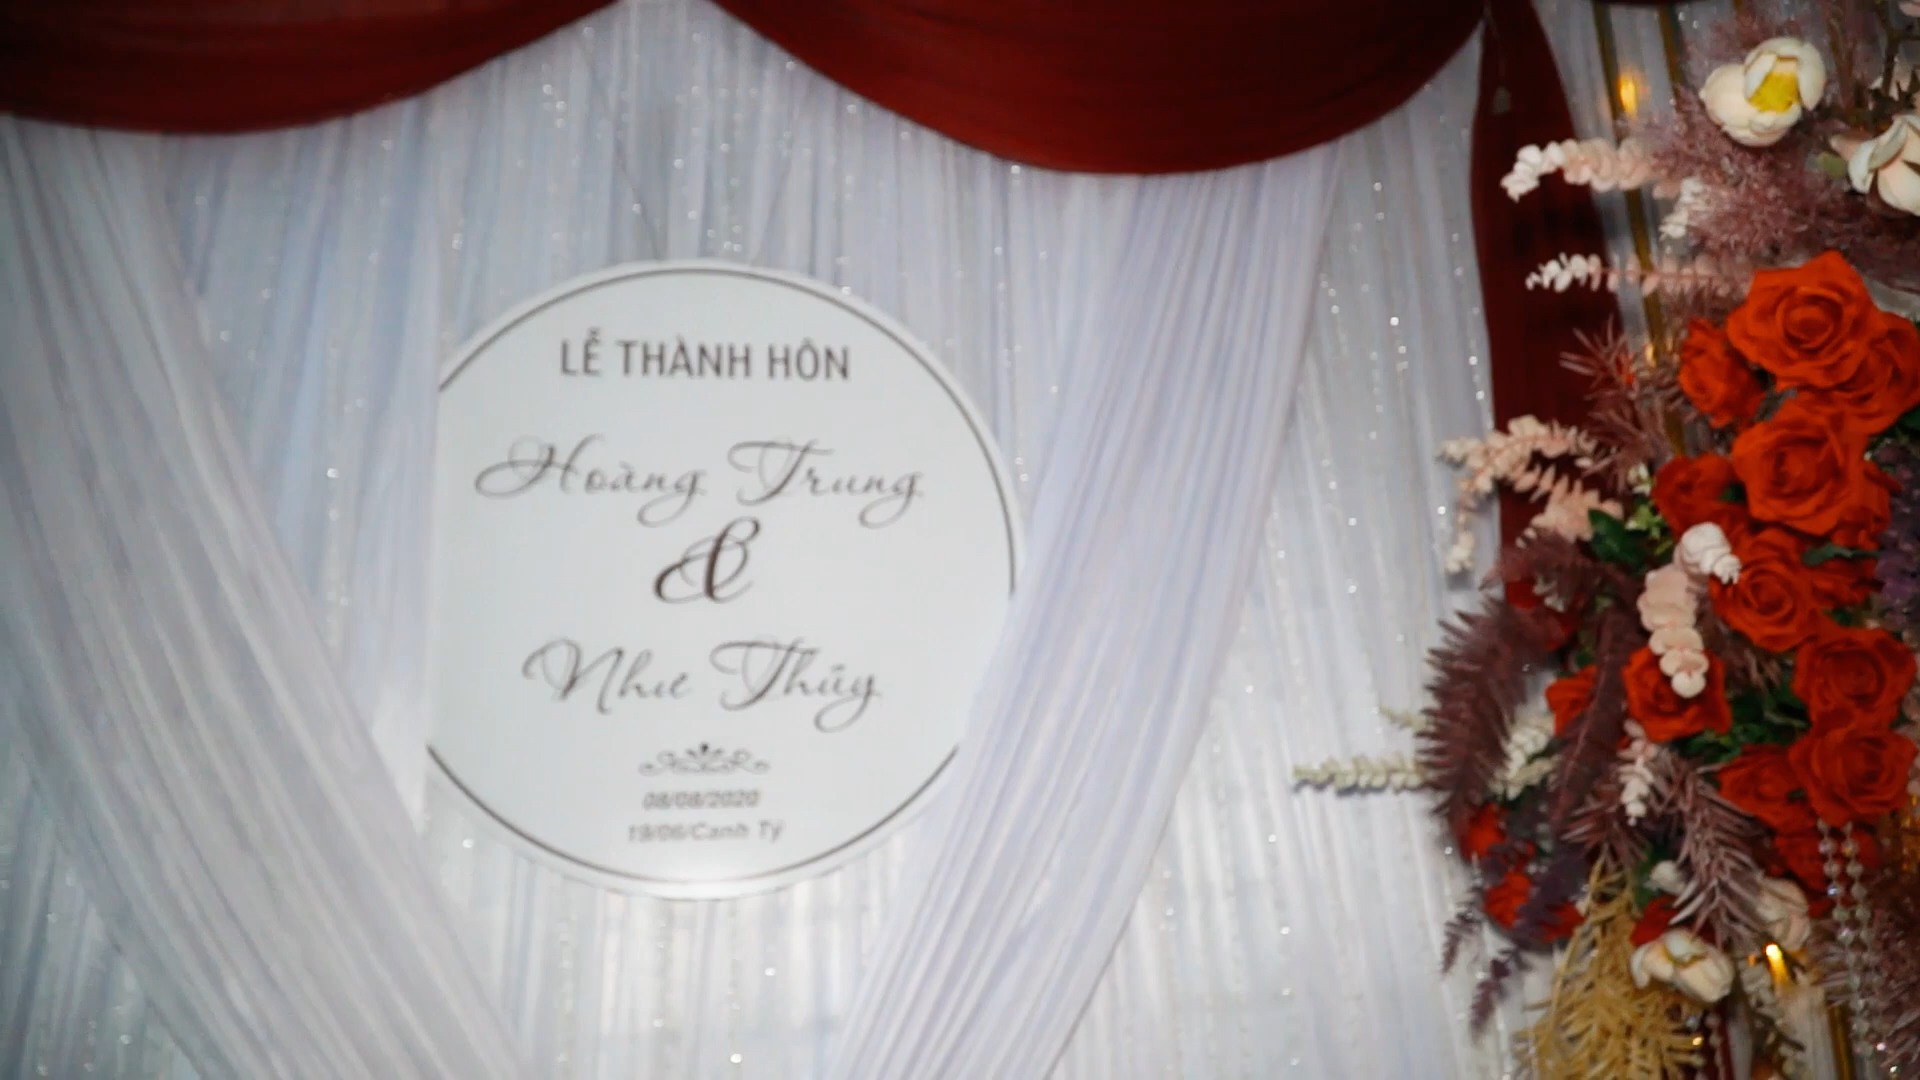 LỄ THÀNH HÔN
Hoàng Trung
&
Như Thủy
08/08/2020
19/06/Canh Tý